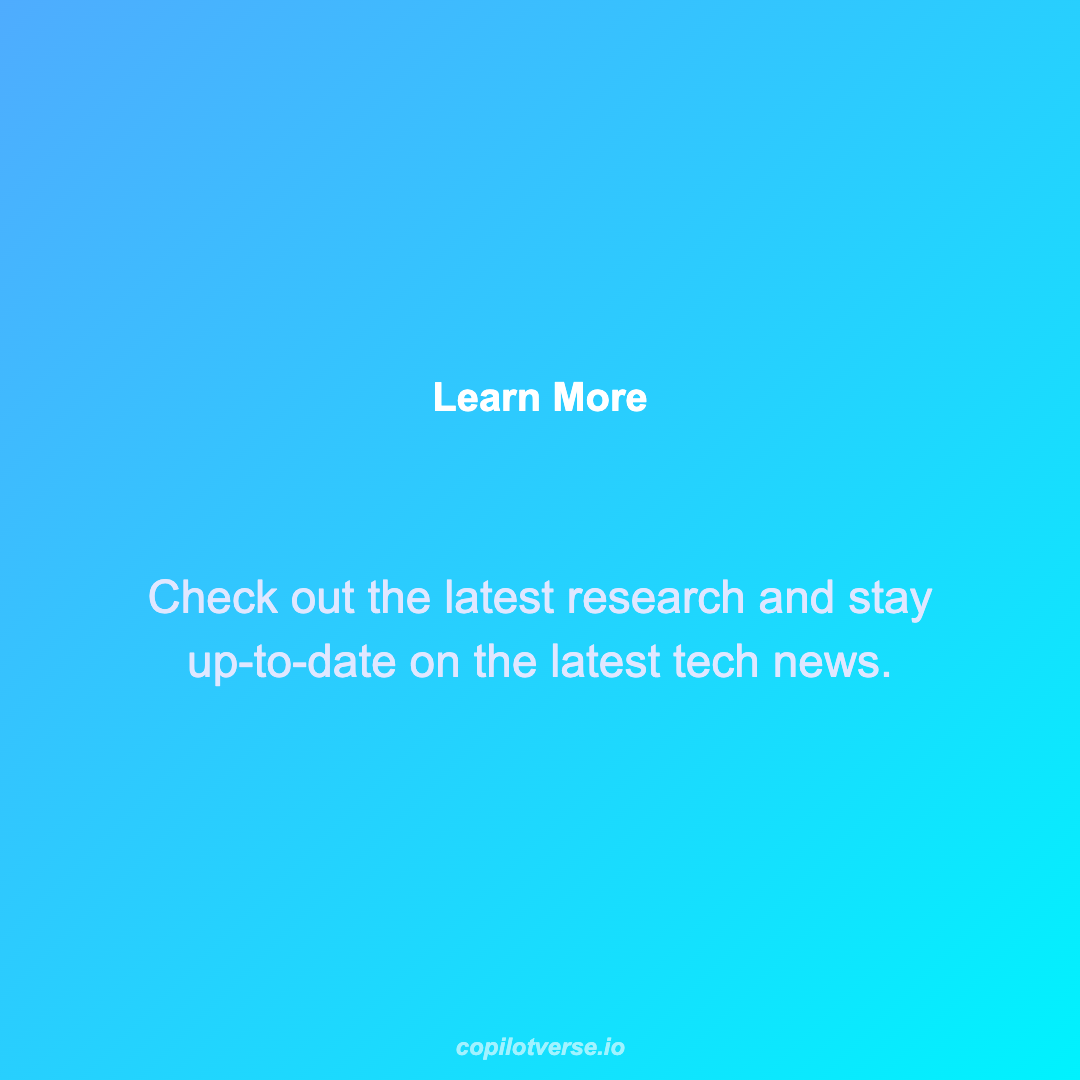 Learn More
Check out the latest research and stay
up-to-date on the latest tech news.
copilotverse.io